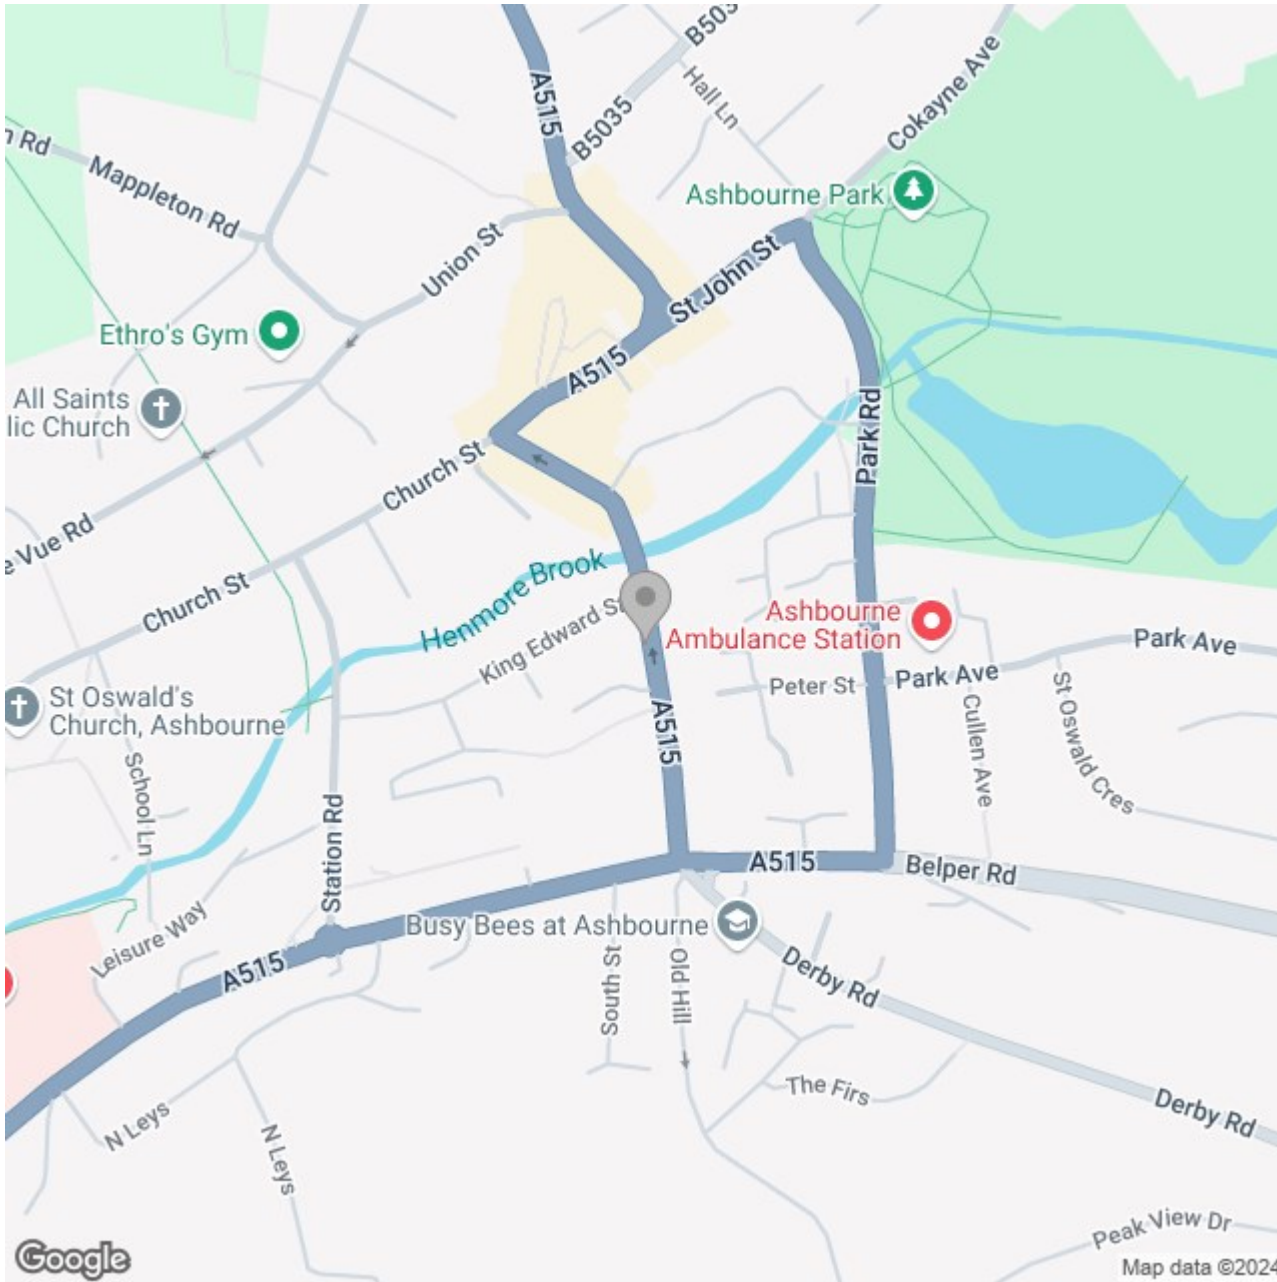 B503
A515
B5035
Hall Ln
Cokayne Ave
n Rd
Mappleton Rd
Ashbourne Park
Union St
St John St
Ethro's Gym
A515
All Saints
lic Church
Park Rd
Church St
e Vue Rd
Henmore Brook
Church St
King Edward St
Ashbourne
Ambulance Station
Park Ave
Peter St
Park Ave
St Oswald's
Church, Ashbourne
A515
Cullen Ave
St Oswald Cres
School Ln
Station Rd
A515
Belper Rd
Leisure Way
Busy Bees at Ashbourne
A515
South St
Old Hill
Derby Rd
The Firs
N Leys
Derby Rd
N Leys
Peak View Dr
Google
Map data ©2024